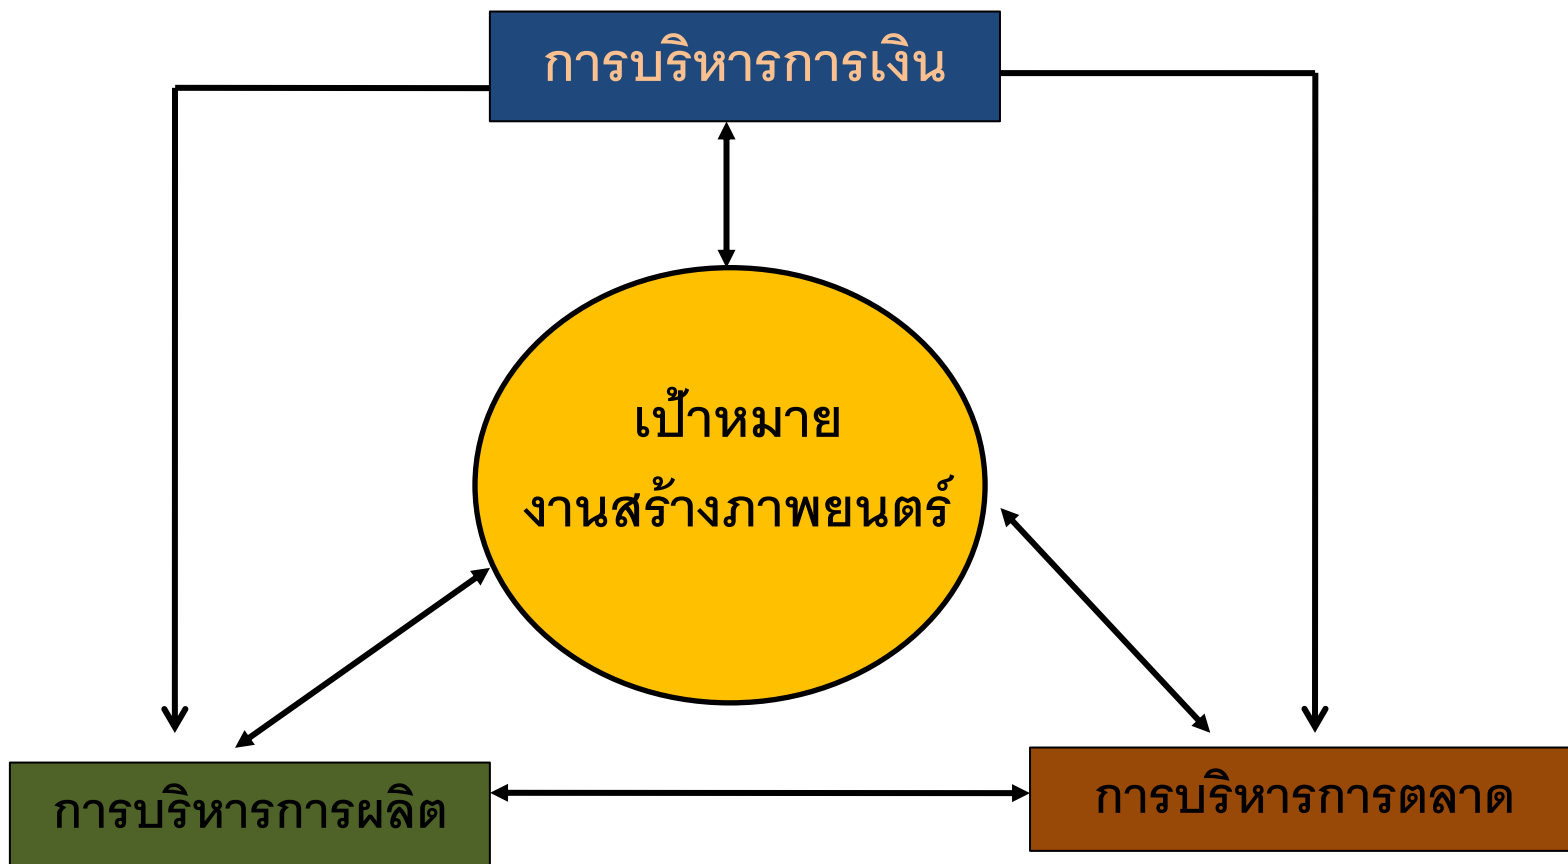 การบริหารการเงิน
เป้าหมาย
งานสร้างภาพยนตร์
การบริหารการผลิต
การบริหารการตลาด